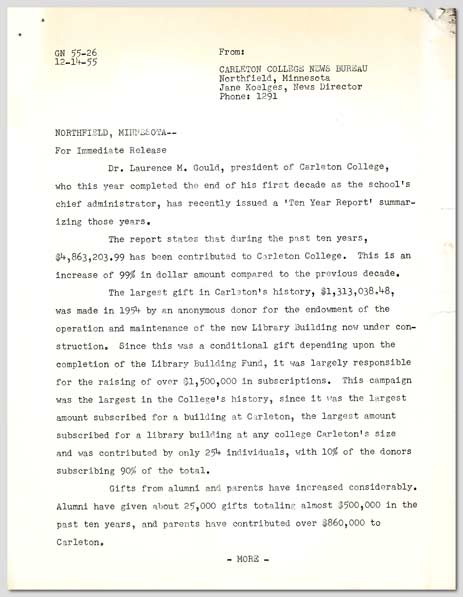 GN 55-26
12-14-55
From:
CARLETON COLLEGE NEWS BUREAU
Northfield, Minnesota
Jane Koelges, News Director
Phone: 1291
NORTHFIELD, MINNESOTA--
For Immediate Release
Dr. Laurence M. Gould, president of Carleton College,
who this year completed the end of his first decade as the school's
chief administrator, has recently issued a 'Ten Year Report' summar-
izing those years.
The report states that during the past ten years,
$4,863,203.99 has been contributed to Carleton College. This is an
increase of 99% in dollar amount compared to the previous decade.
The largest gift in Carleton's history, $1,313,038.48,
was made in 1954 by an anonymous donor for the endowment of the
operation and maintenance of the new Library Building now under con-
struction. Since this was a conditional gift depending upon the
completion of the Library Building Fund, it was largely responsible
for the raising of over $1,500,000 in subscriptions. This campaign
was the largest in the College's history, since it was the largest
amount subscribed for a building at Carleton, the largest amount
subscribed for a library building at any college Carleton's size
and was contributed by only 254 individuals, with 10% of the donors
subscribing 90% of the total.
Gifts from alumni and parents have increased considerably.
Alumni have given about 25,000 gifts totaling almost $500,000 in the
past ten years, and parents have contributed over $860,000 to
Carleton.
- MORE -